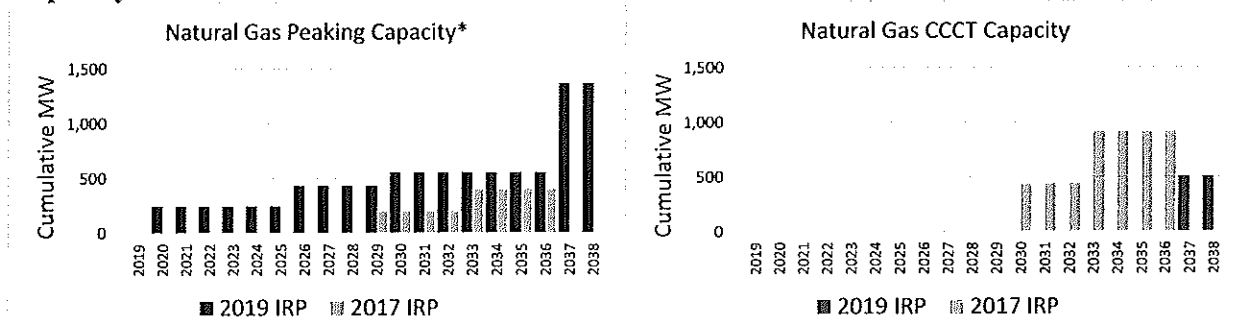 Natural Gas Peaking Capacity*
Cumulative MW
1,500
1,000
500
0
2019 2020 2021 2022 2023 2024 2025 2026 2027 2028 2029 2030 2031 2032 2033 2034 2035 2036 2037 2038
2019 IRP 2017 IRP
Natural Gas CCCT Capacity
Cumulative MW
1,500
1,000
500
0
2019 2020 2021 2022 2023 2024 2025 2026 2027 2028 2029 2030 2031 2032 2033 2034 2035 2036 2037 2038
2019 IRP 2017 IRP